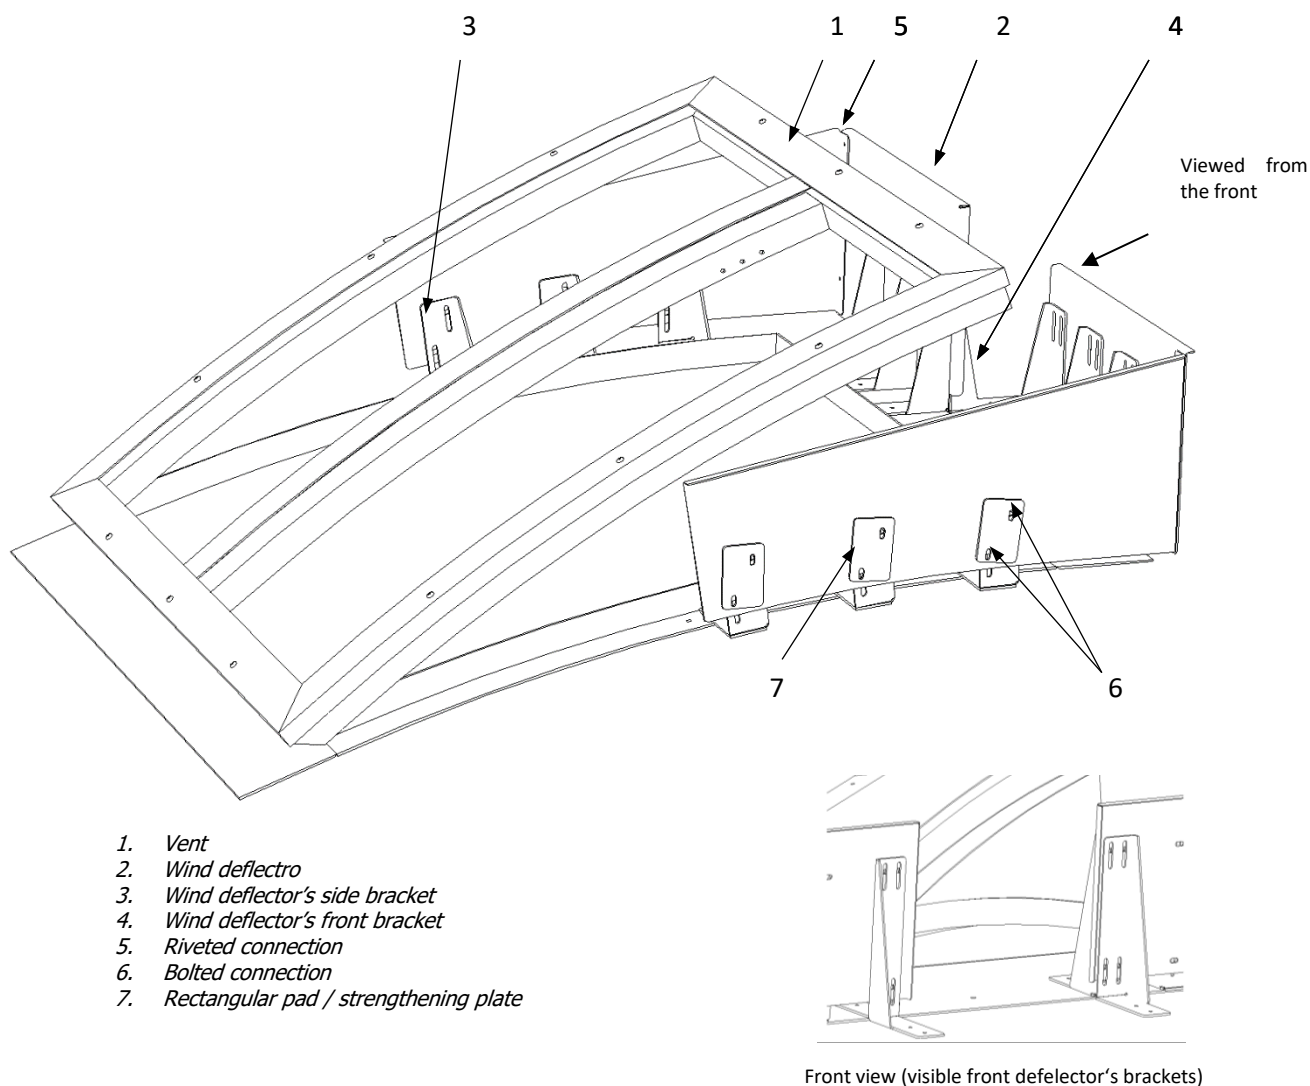 3 1 5 2 4
Viewed from
the front
7 6
1. Vent
2. Wind deflectro
3. Wind deflector's side bracket
4. Wind deflector's front bracket
5. Riveted connection
6. Bolted connection
7. Rectangular pad / strengthening plate
Front view (visible front defelector‘s brackets)